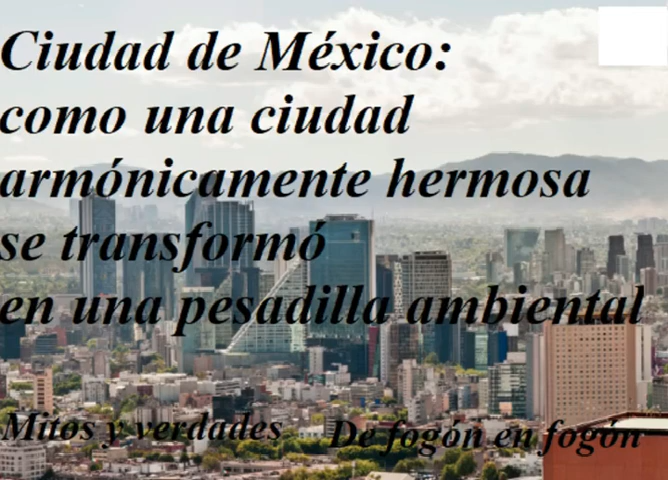 Ciudad de México:
como una ciudad
armónicamente hermosa
se transformó
en una pesadilla ambiental
Mitos y verdades
De fogón en fogón